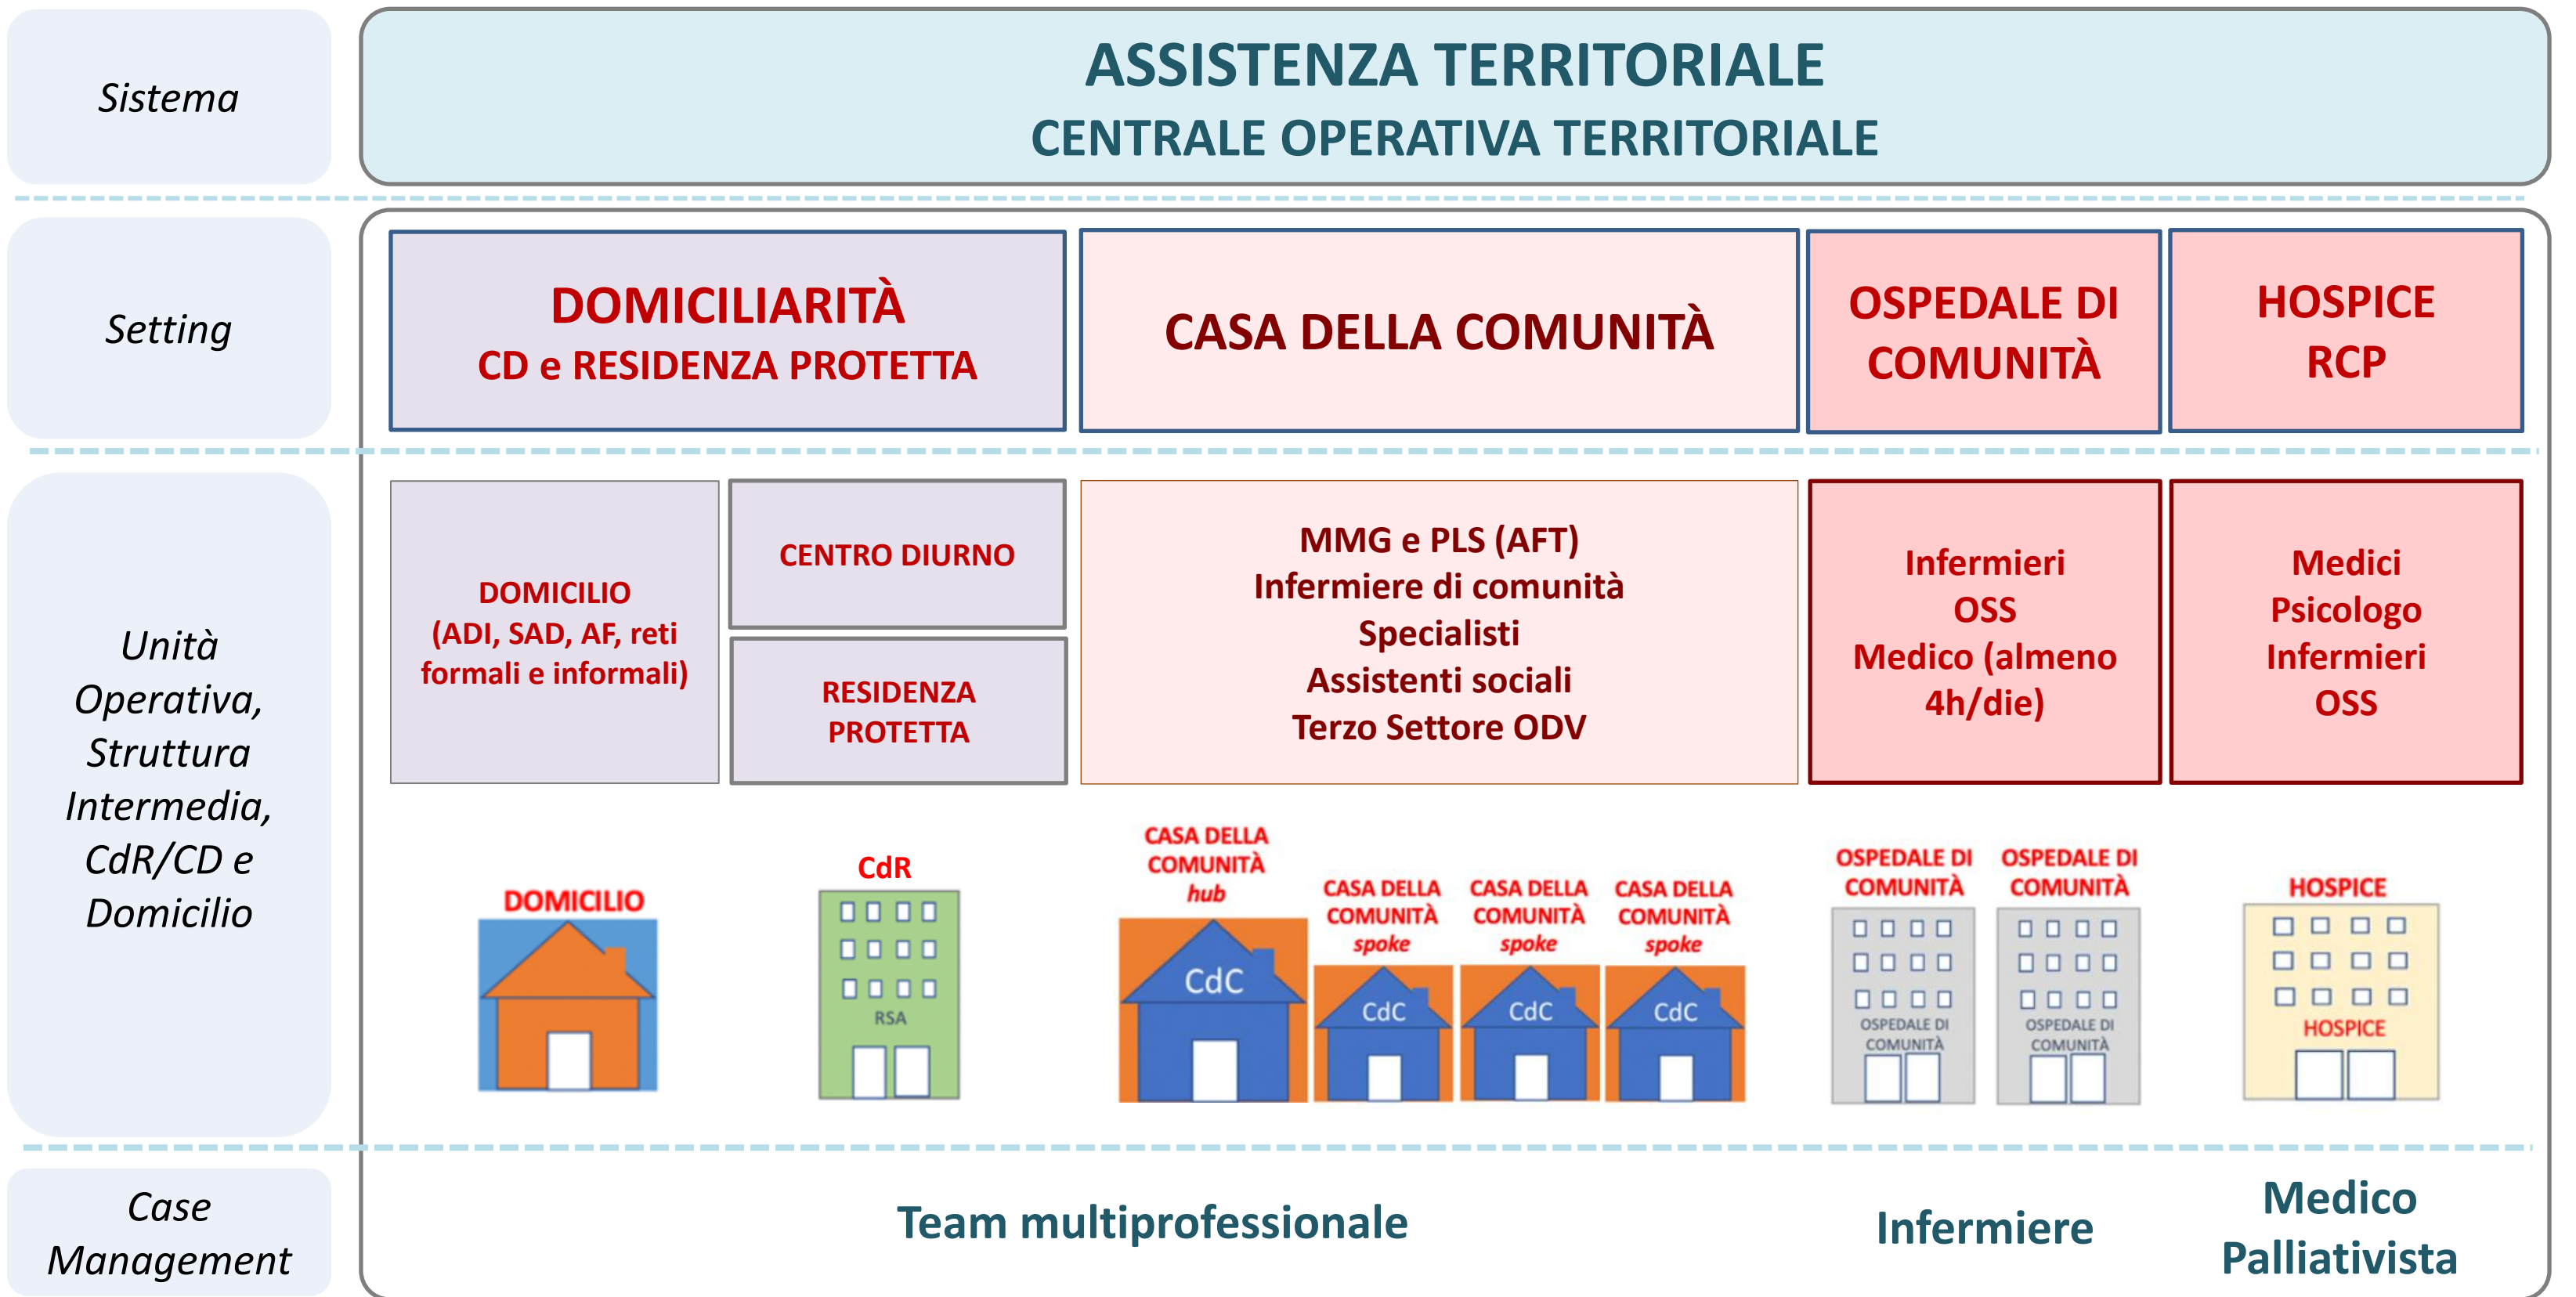 Sistema
ASSISTENZA TERRITORIALE
CENTRALE OPERATIVA TERRITORIALE
Setting
DOMICILIARITÀ
CD e RESIDENZA PROTETTA
CASA DELLA COMUNITÀ
OSPEDALE DI
COMUNITÀ
HOSPICE
RCP
Unità
Operativa,
Struttura
Intermedia,
CdR/CD e
Domicilio
DOMICILIO
(ADI, SAD, AF, reti
formali e informali)
CENTRO DIURNO
RESIDENZA
PROTETTA
MMG e PLS (AFT)
Infermiere di comunità
Specialisti
Assistenti sociali
Terzo Settore ODV
Infermieri
OSS
Medico (almeno
4h/die)
Medici
Psicologo
Infermieri
OSS
DOMICILIO
CdR
RSA
CASA DELLA
COMUNITÀ
hub
CdC
CASA DELLA
COMUNITÀ
spoke
CdC
CASA DELLA
COMUNITÀ
spoke
CdC
CASA DELLA
COMUNITÀ
spoke
CdC
OSPEDALE DI
COMUNITÀ
OSPEDALE DI
COMUNITÀ
OSPEDALE DI
COMUNITÀ
OSPEDALE DI
COMUNITÀ
HOSPICE
HOSPICE
Case
Management
Team multiprofessionale
Infermiere
Medico
Palliativista